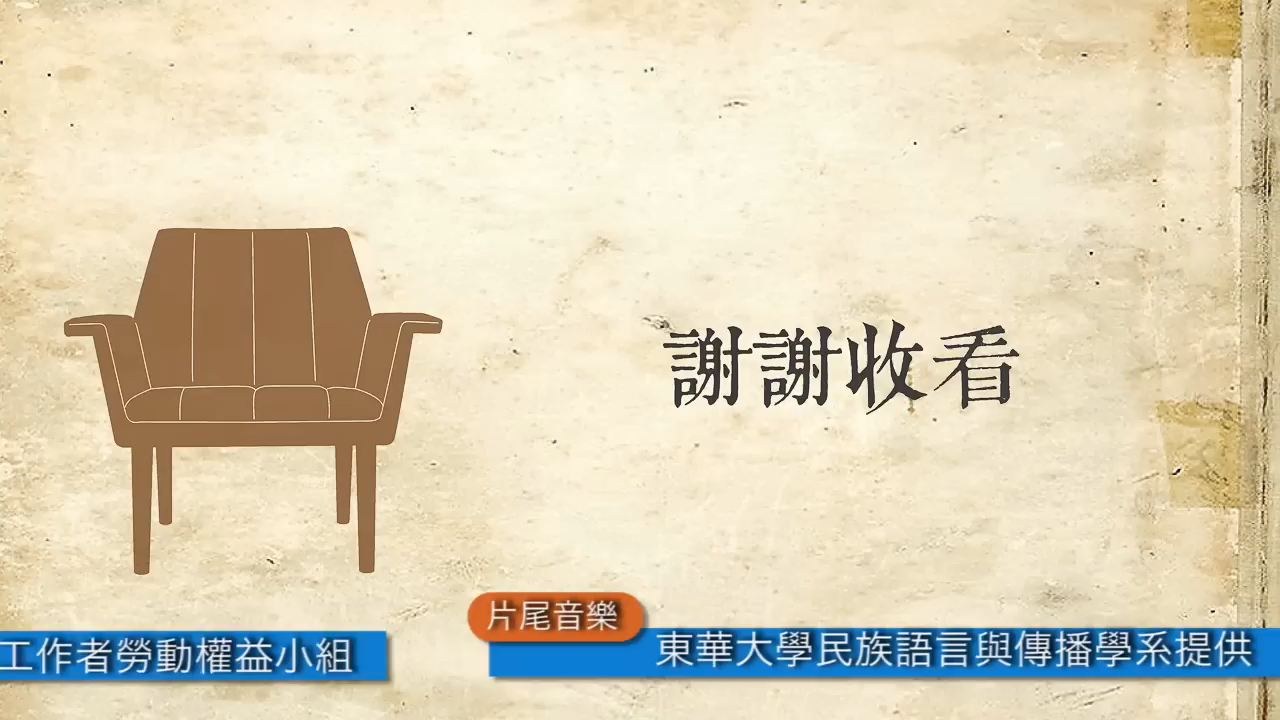 謝謝收看
片尾音樂
工作者勞動權益小組
東華大學民族語言與傳播學系提供